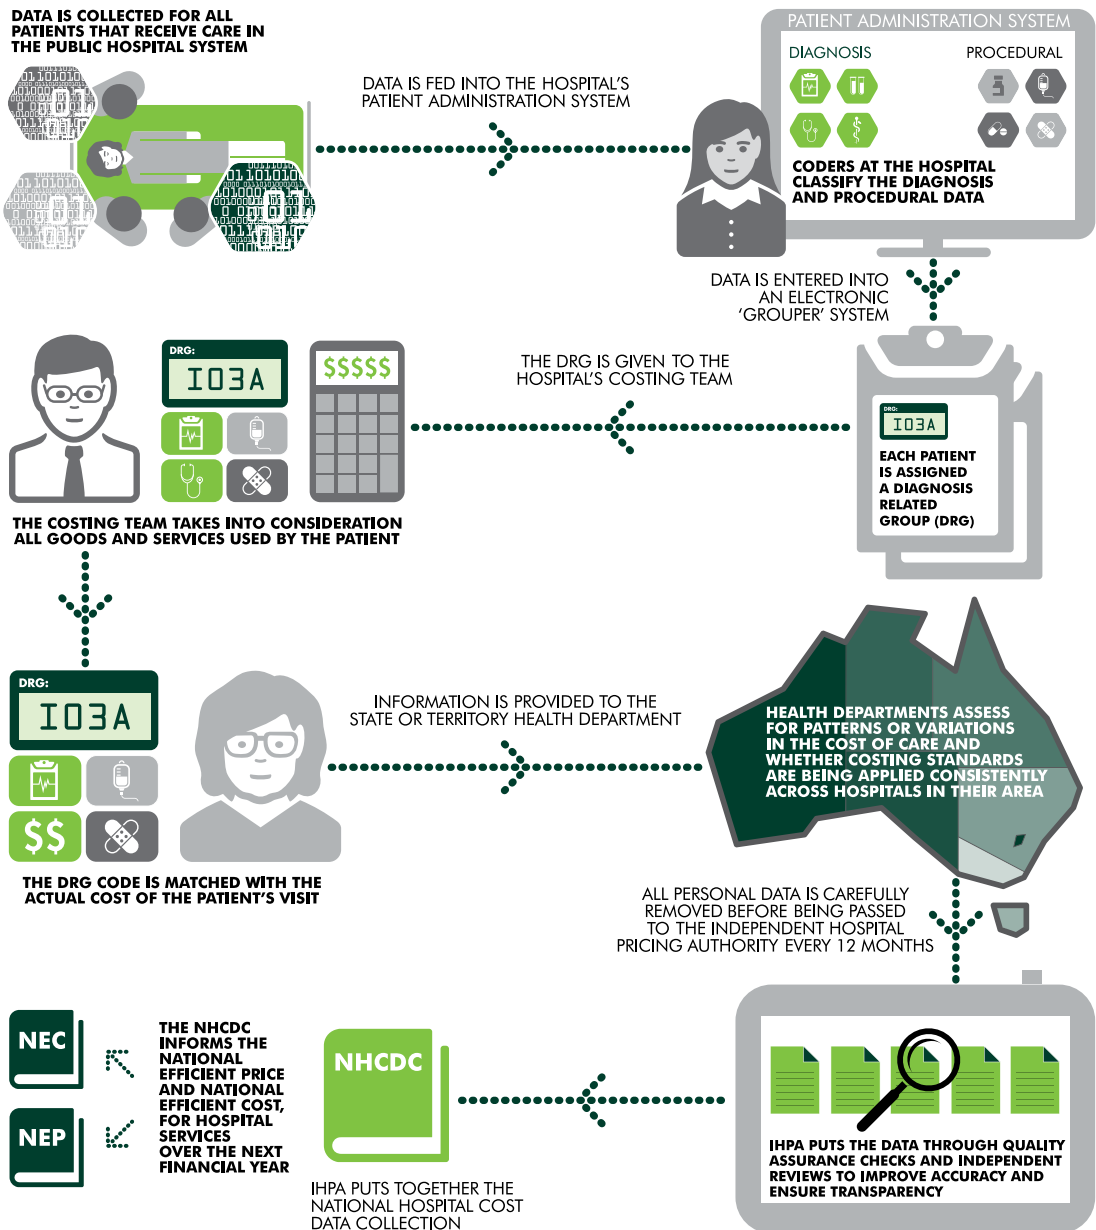 DATA IS COLLECTED FOR ALL
PATIENTS THAT RECEIVE CARE IN
THE PUBLIC HOSPITAL SYSTEM
DATA IS FED INTO THE HOSPITAL'S
PATIENT ADMINISTRATION SYSTEM
PATIENT ADMINISTRATION SYSTEM
DIAGNOSIS
PROCEDURAL
CODERS AT THE HOSPITAL
CLASSIFY THE DIAGNOSIS
AND PROCEDURAL DATA
DATA IS ENTERED INTO
AN ELECTRONIC
'GROUPER' SYSTEM
DRG:
I03A
EACH PATIENT
IS ASSIGNED
A DIAGNOSIS
RELATED
GROUP (DRG)
THE DRG IS GIVEN TO THE
HOSPITAL'S COSTING TEAM
DRG:
I03A
$$$$$
THE COSTING TEAM TAKES INTO CONSIDERATION
ALL GOODS AND SERVICES USED BY THE PATIENT
DRG:
I03A
$$
THE DRG CODE IS MATCHED WITH THE
ACTUAL COST OF THE PATIENT'S VISIT
INFORMATION IS PROVIDED TO THE
STATE OR TERRITORY HEALTH DEPARTMENT
HEALTH DEPARTMENTS ASSESS
FOR PATTERNS OR VARIATIONS
IN THE COST OF CARE AND
WHETHER COSTING STANDARDS
ARE BEING APPLIED CONSISTENTLY
ACROSS HOSPITALS IN THEIR AREA
ALL PERSONAL DATA IS CAREFULLY
REMOVED BEFORE BEING PASSED
TO THE INDEPENDENT HOSPITAL
PRICING AUTHORITY EVERY 12 MONTHS
IHPA PUTS THE DATA THROUGH QUALITY
ASSURANCE CHECKS AND INDEPENDENT
REVIEWS TO IMPROVE ACCURACY AND
ENSURE TRANSPARENCY
NHCDC
IHPA PUTS TOGETHER THE
NATIONAL HOSPITAL COST
DATA COLLECTION
THE NHCDC
INFORMS THE
NATIONAL
EFFICIENT PRICE
AND NATIONAL
EFFICIENT COST,
FOR HOSPITAL
SERVICES
OVER THE NEXT
FINANCIAL YEAR
NEC
NEP